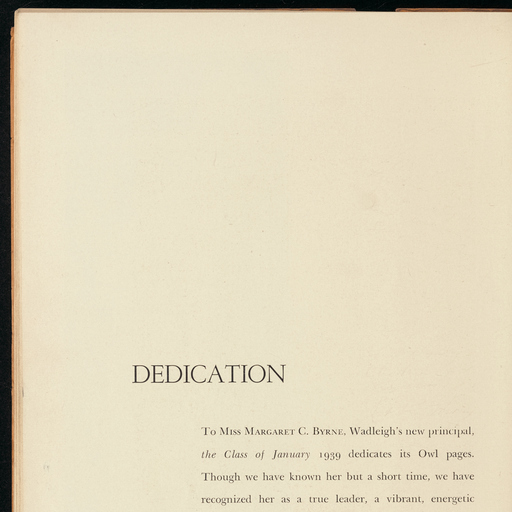 DEDICATION
To Miss Margaret C. Byrne, Wadleigh's new principal,
the Class of January 1939 dedicates its Owl pages.
Though we have known her but a short time, we have
recognized her as a true leader, a vibrant, energetic